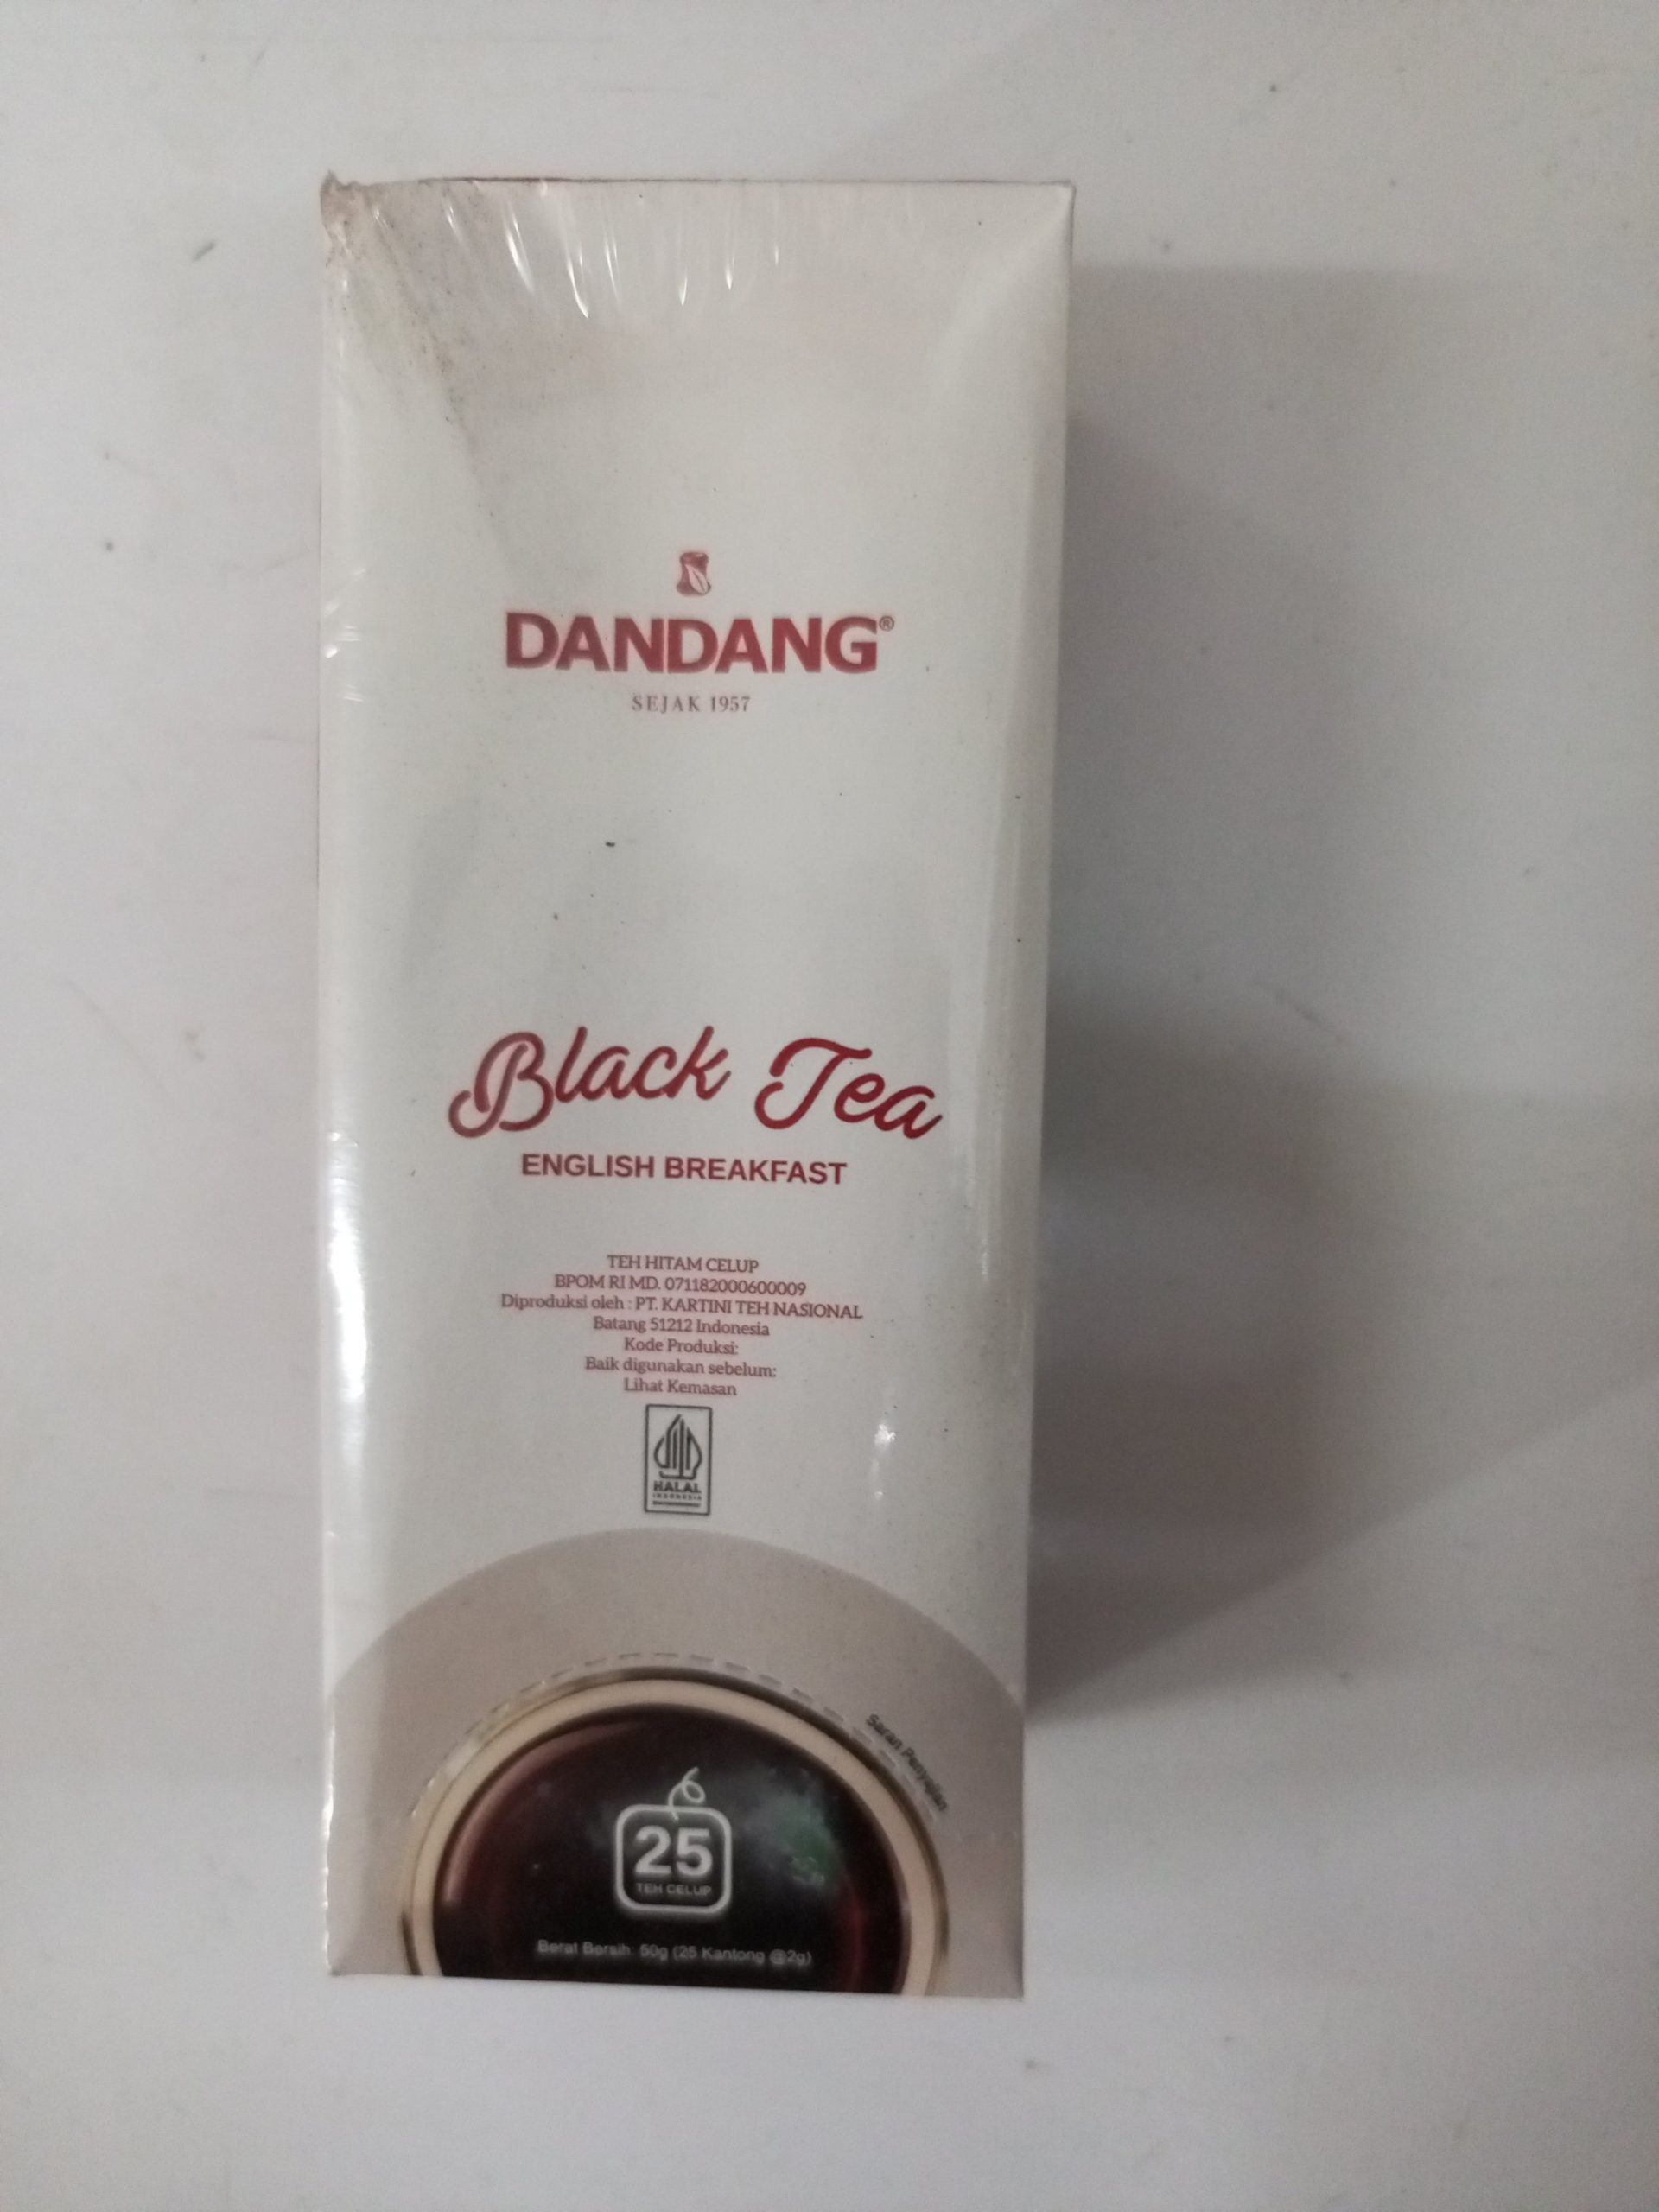 DANDANG®
SEJAK 1957
Black Tea
ENGLISH BREAKFAST
TEH HITAM CELUP
BPOM RI MD. 071182000600009
Diproduksi oleh : PT. KARTINI TEH NASIONAL
Batang 51212 Indonesia
Kode Produksi:
Baik digunakan sebelum:
Lihat Kemasan
HALAL
INDONESIA
Saran Penyajian
25
TEH CELUP
Berat Bersih: 50g (25 Kantong @2g)